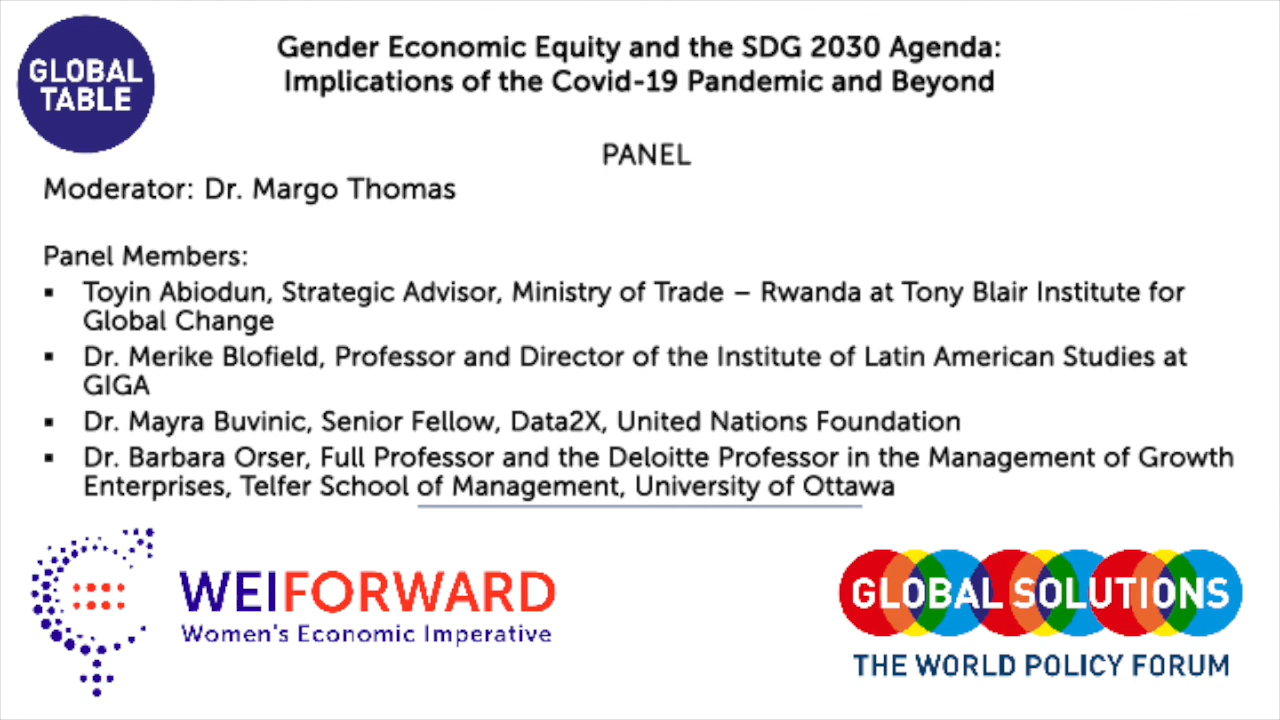 GLOBAL
TABLE
Gender Economic Equity and the SDG 2030 Agenda:
Implications of the Covid-19 Pandemic and Beyond
PANEL
Moderator: Dr. Margo Thomas
Panel Members:
▪ Toyin Abiodun, Strategic Advisor, Ministry of Trade – Rwanda at Tony Blair Institute for
Global Change
▪ Dr. Merike Blofield, Professor and Director of the Institute of Latin American Studies at
GIGA
▪ Dr. Mayra Buvinic, Senior Fellow, Data2X, United Nations Foundation
▪ Dr. Barbara Orser, Full Professor and the Deloitte Professor in the Management of Growth
Enterprises, Telfer School of Management, University of Ottawa
WEIFORWARD
Women's Economic Imperative
GLOBAL SOLUTIONS
THE WORLD POLICY FORUM